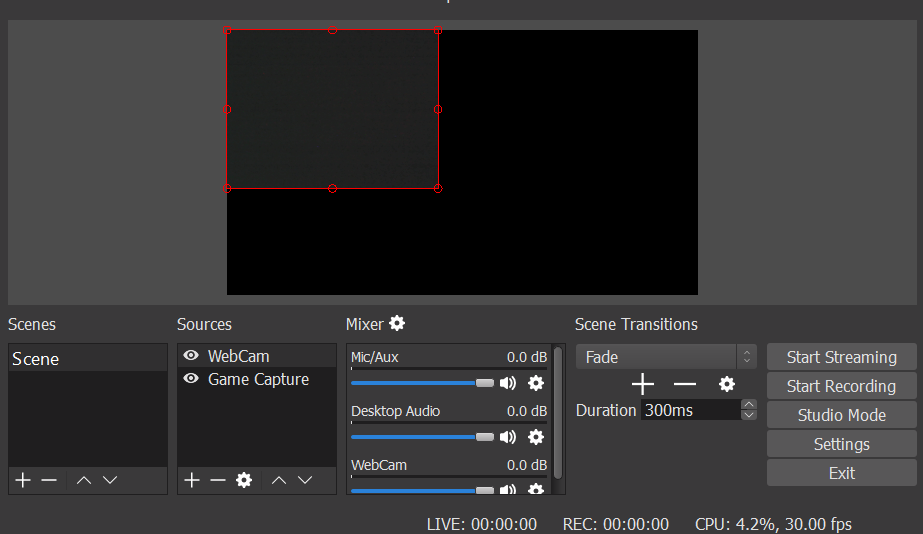 Scenes
Sources
Mixer
Scene Transitions
Scene
WebCam
Game Capture
Mic/Aux 0.0 dB
Desktop Audio 0.0 dB
WebCam 0.0 dB
Fade
Duration 300ms
Start Streaming
Start Recording
Studio Mode
Settings
Exit
LIVE: 00:00:00 REC: 00:00:00 CPU: 4.2%, 30.00 fps